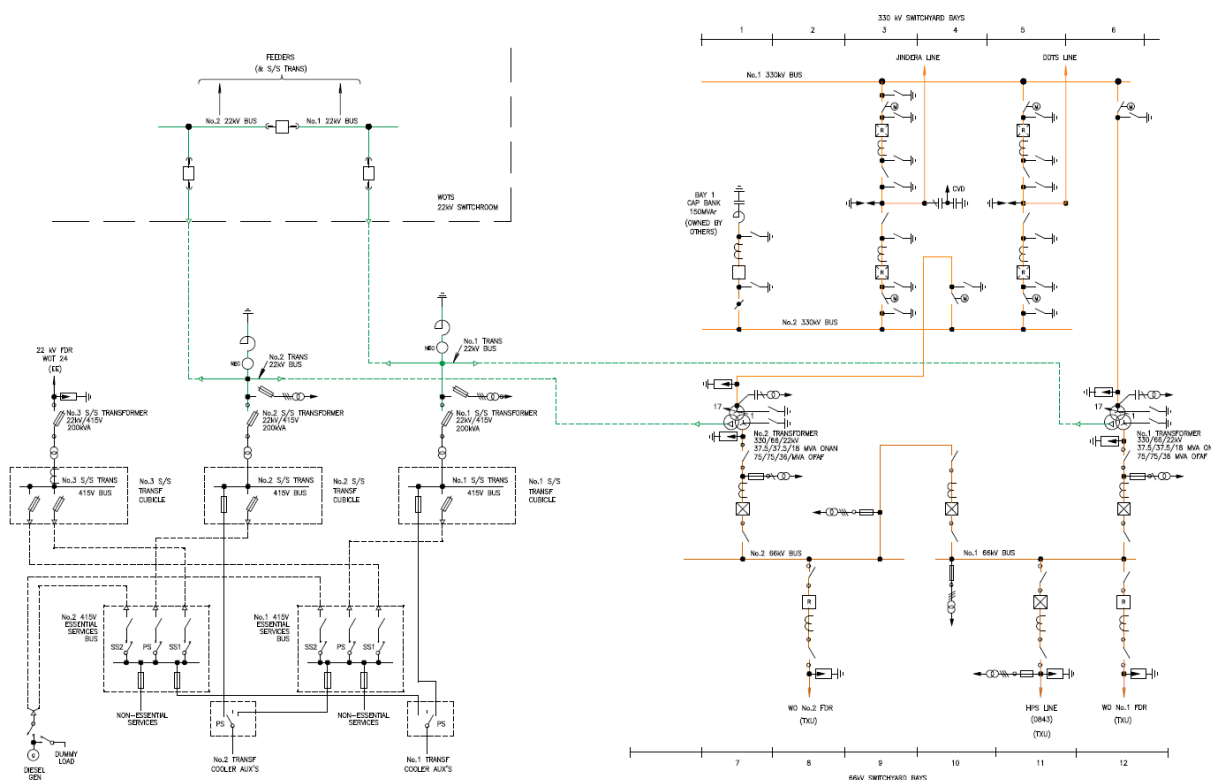 330 kV SWITCHYARD BAYS
1 2 3 4 5 6
JINDERA LINE
DDTS LINE
No.1 330kV BUS
FEEDERS
(& S/S TRANS)
No.2 22kV BUS
No.1 22kV BUS
WOTS
22kV SWITCHROOM
R
R
BAY 1
CAP BANK
150MVAr
(OWNED BY
OTHERS)
CVD
R
R
No.2 330kV BUS
22 kV FDR
WOT 24
(EE)
NEC
No.2 TRANS
22kV BUS
NEC
No.1 TRANS
22kV BUS
No.3 S/S TRANSFORMER
22kV/415V
200kVA
No.2 S/S TRANSFORMER
22kV/415V
200kVA
No.1 S/S TRANSFORMER
22kV/415V
200kVA
17
1
No.2 TRANSFORMER
330/66/22kV
37.5/37.5/18 MVA ONAN
75/75/36 MVA OFAF
17
1
No.1 TRANSFORMER
330/66/22kV
37.5/37.5/18 MVA ONAN
75/75/36 MVA OFAF
No.3 S/S TRANS
415V BUS
No.3 S/S
TRANSF
CUBICLE
No.2 S/S TRANS
415V BUS
No.2 S/S
TRANSF
CUBICLE
No.1 S/S TRANS
415V BUS
No.1 S/S
TRANSF
CUBICLE
No.2 66kV BUS
No.1 66kV BUS
No.2 415V
ESSENTIAL
SERVICES
BUS
SS2 PS SS1
No.1 415V
ESSENTIAL
SERVICES
BUS
SS2 PS SS1
R
R
NON-ESSENTIAL
SERVICES
NON-ESSENTIAL
SERVICES
PS
PS
WO No.2 FDR
(TXU)
HPS LINE
(0843)
(TXU)
WO No.1 FDR
(TXU)
G
DIESEL
GEN
DUMMY
LOAD
No.2 TRANSF
COOLER AUX'S
No.1 TRANSF
COOLER AUX'S
7 8 9 10 11 12
66kV SWITCHYARD BAYS